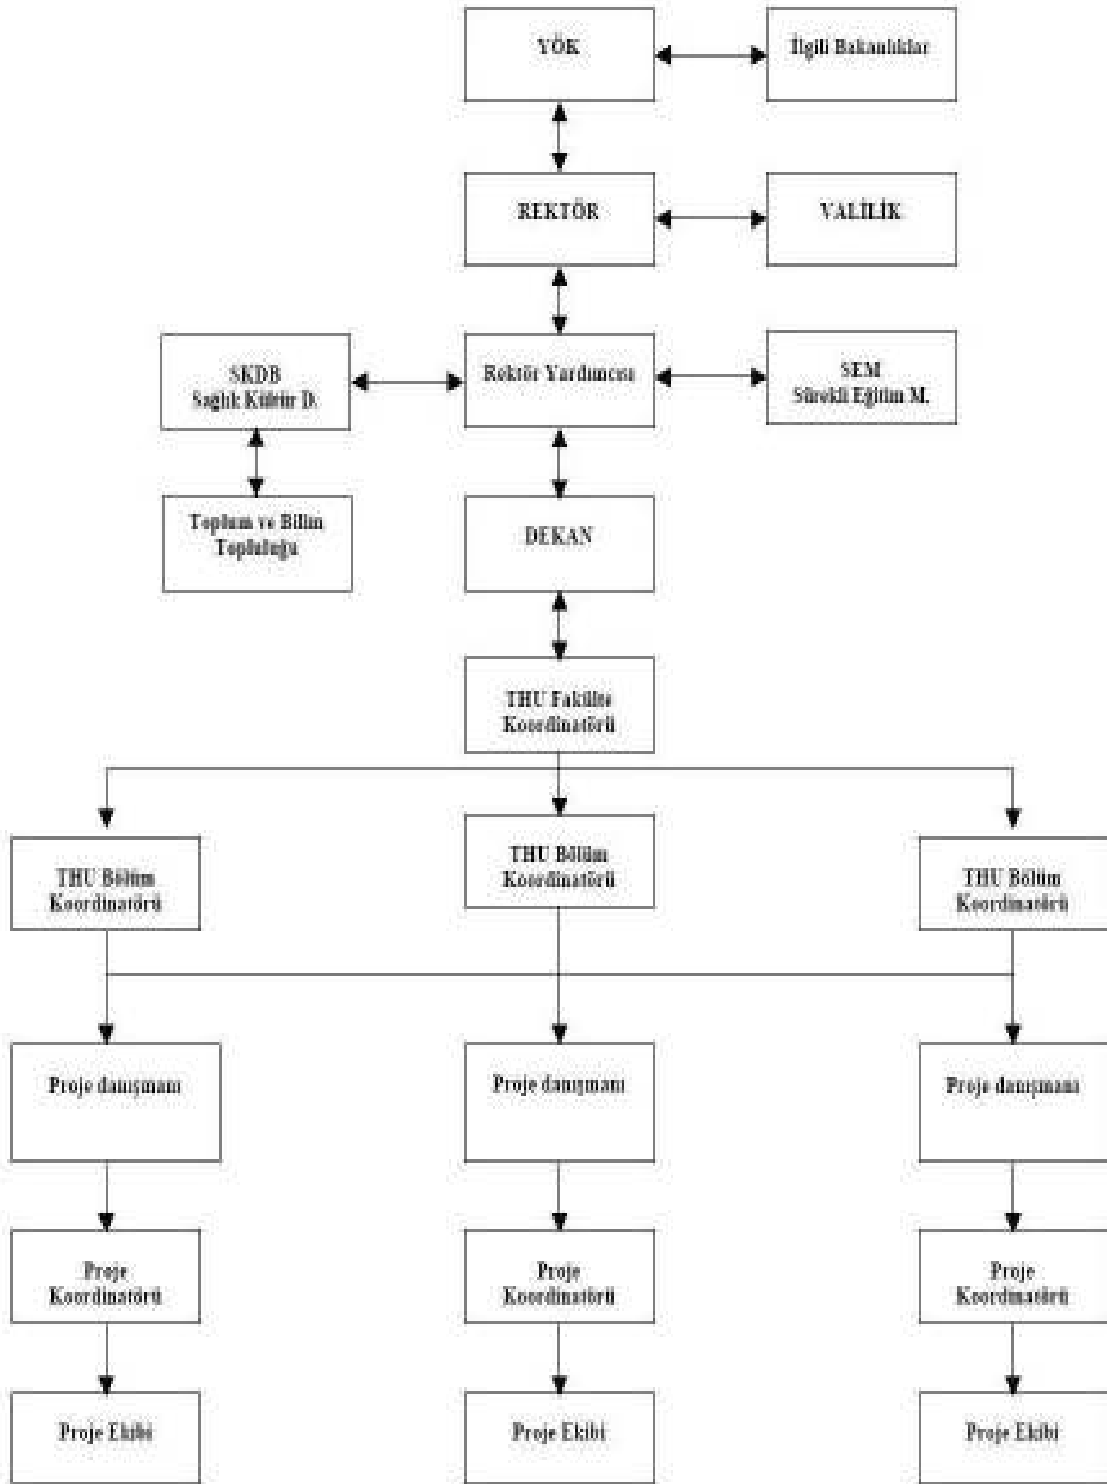 YÖK
İlgili Bakanlıklar
REKTÖR
VALİLİK
SKDB
Sağlık Kültür D.
Rektör Yardımcısı
SEM
Sürekli Eğitim M.
Toplum ve Bilim
Topluluğu
DEKAN
THU Fakülte
Koordinatörü
THU Bölüm
Koordinatörü
THU Bölüm
Koordinatörü
THU Bölüm
Koordinatörü
Proje danışmanı
Proje danışmanı
Proje danışmanı
Proje
Koordinatörü
Proje
Koordinatörü
Proje
Koordinatörü
Proje Ekibi
Proje Ekibi
Proje Ekibi